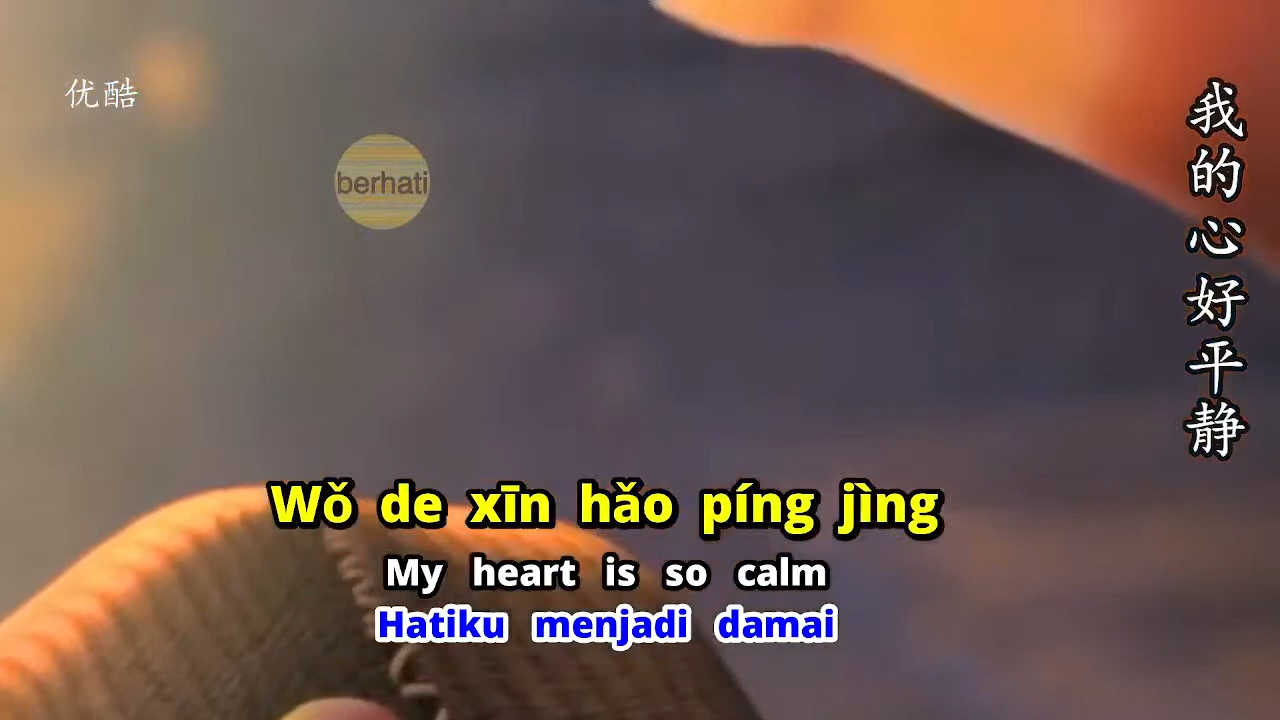 优酷
berhati
我的心好平静
Wǒ de xīn hǎo píng jìng
My heart is so calm
Hatiku menjadi damai